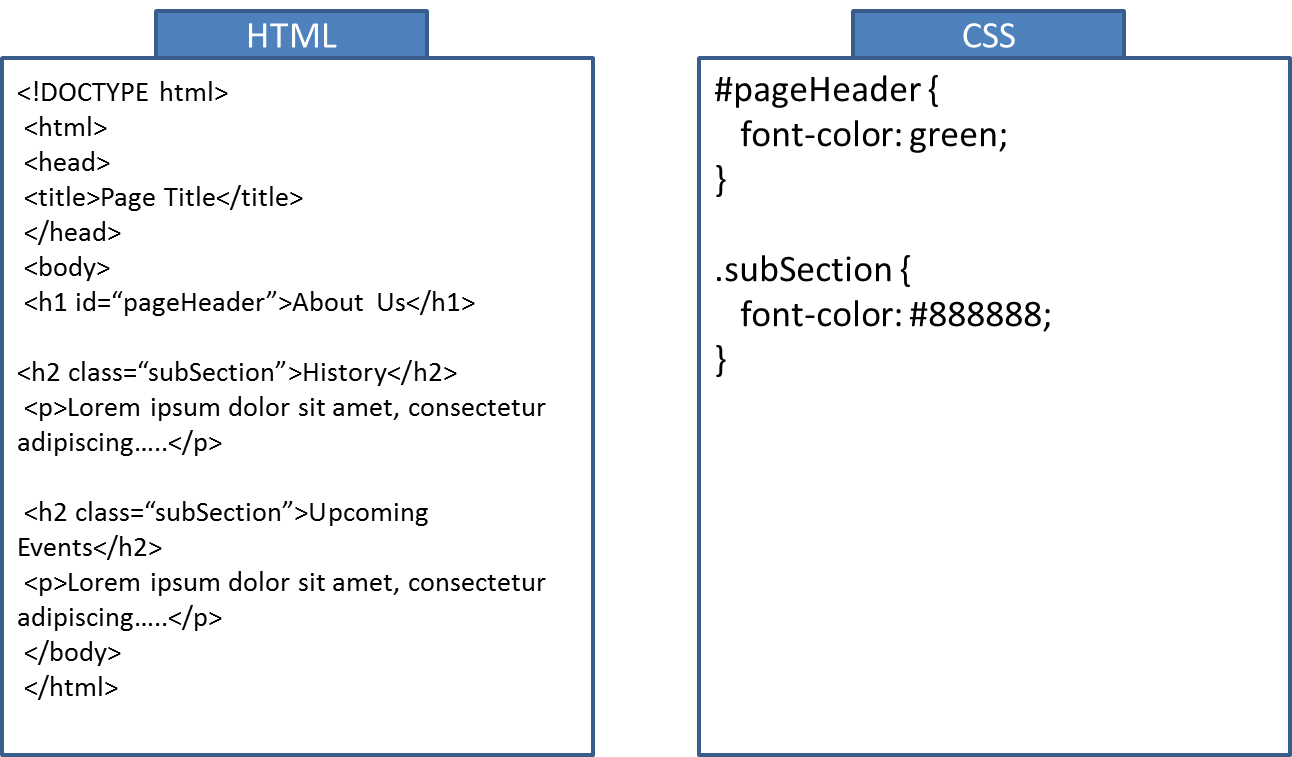 HTML
<!DOCTYPE html>
<html>
<head>
<title>Page Title</title>
</head>
<body>
<h1 id=“pageHeader”>About Us</h1>
<h2 class=“subSection”>History</h2>
<p>Lorem ipsum dolor sit amet, consectetur
adipiscing…..</p>
<h2 class=“subSection”>Upcoming
Events</h2>
<p>Lorem ipsum dolor sit amet, consectetur
adipiscing…..</p>
</body>
</html>
CSS
#pageHeader {
font-color: green;
}
.subSection {
font-color: #888888;
}